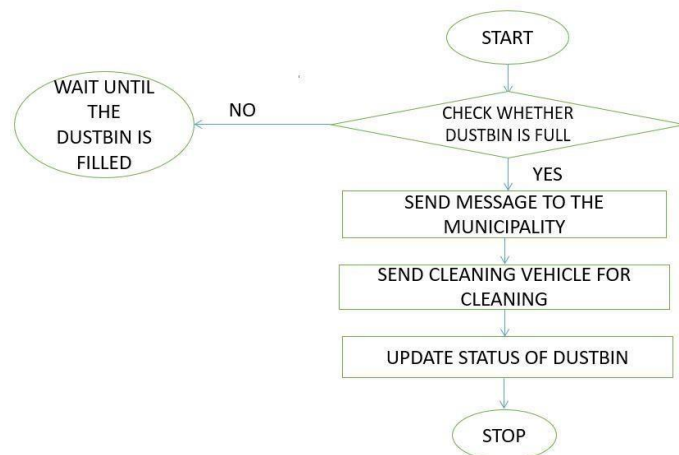 START
CHECK WHETHER
DUSTBIN IS FULL
NO
WAIT UNTIL
THE
DUSTBIN IS
FILLED
YES
SEND MESSAGE TO THE
MUNICIPALITY
SEND CLEANING VEHICLE FOR
CLEANING
UPDATE STATUS OF DUSTBIN
STOP